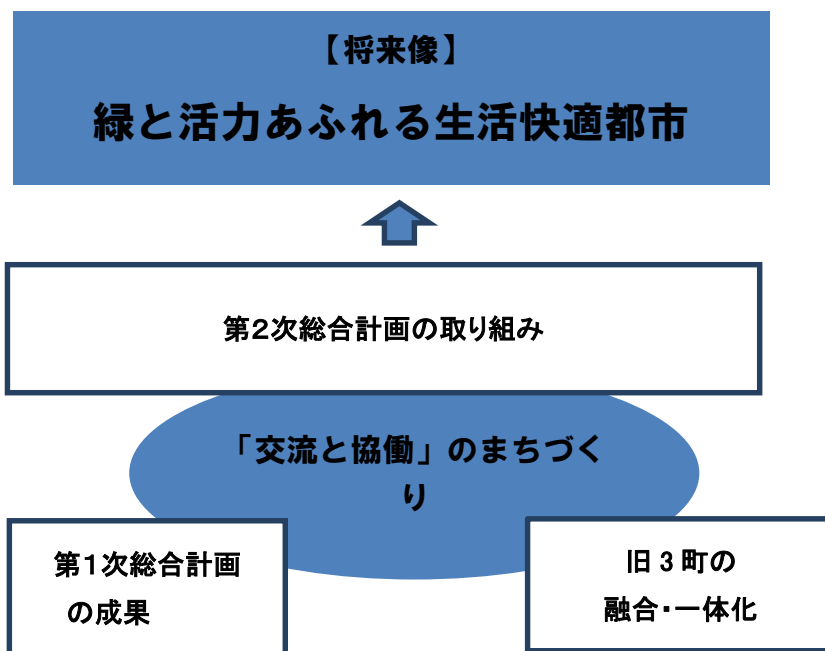 【将来像】
緑と活力あふれる生活快適都市
第２次総合計画の取り組み
「交流と協働」のまちづく
り
第１次総合計画
の成果
旧３町の
融合・一体化